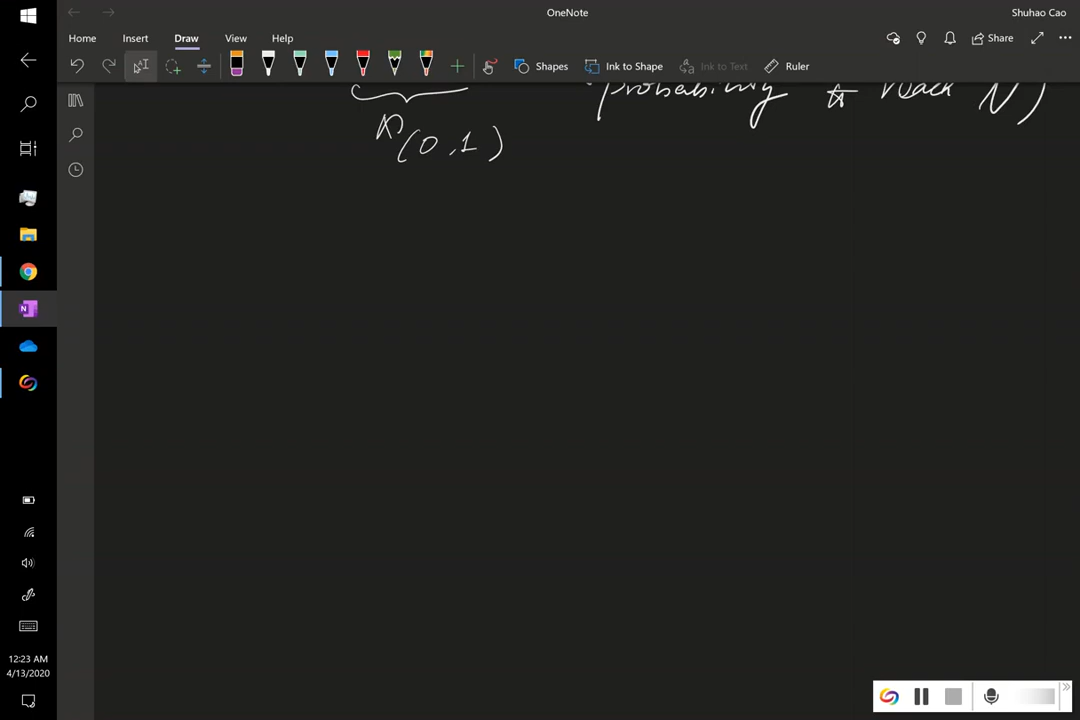 OneNote
Shuhao Cao
Home Insert Draw View Help
Share
Shapes
Ink to Shape
Ink to Text
Ruler
probability to reach N)
(0,1)
12:23 AM
4/13/2020